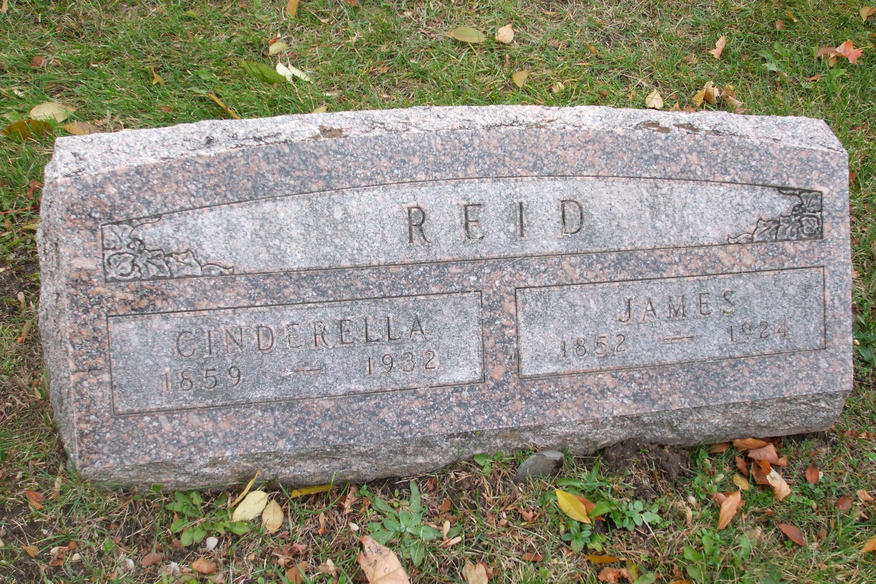 REID
CINDERELLA
1859 – 1932
JAMES
1852 – 1924